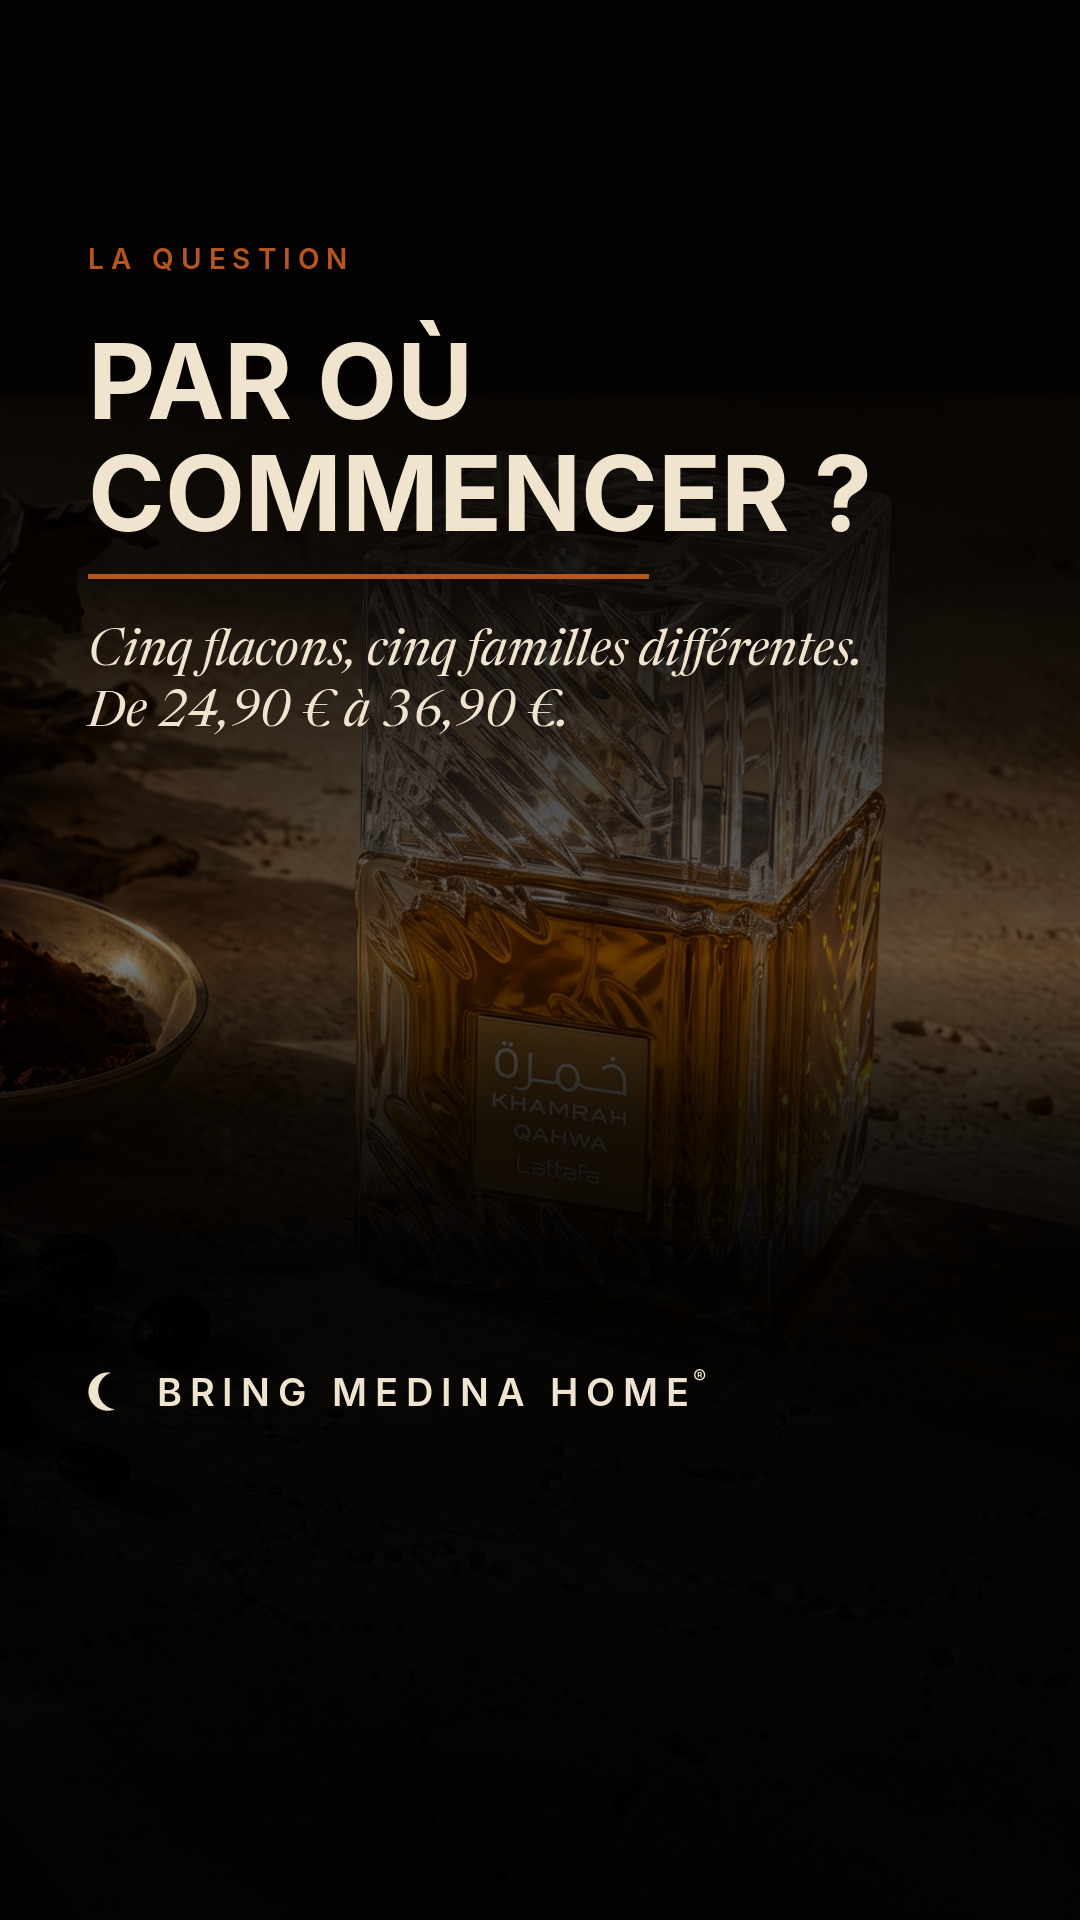 LA QUESTION
PAR OÙ
COMMENCER ?
Cinq flacons, cinq familles différentes.
De 24,90 € à 36,90 €.
خمرة
KHAMRAH
QAHWA
Lattafa
BRING MEDINA HOME®